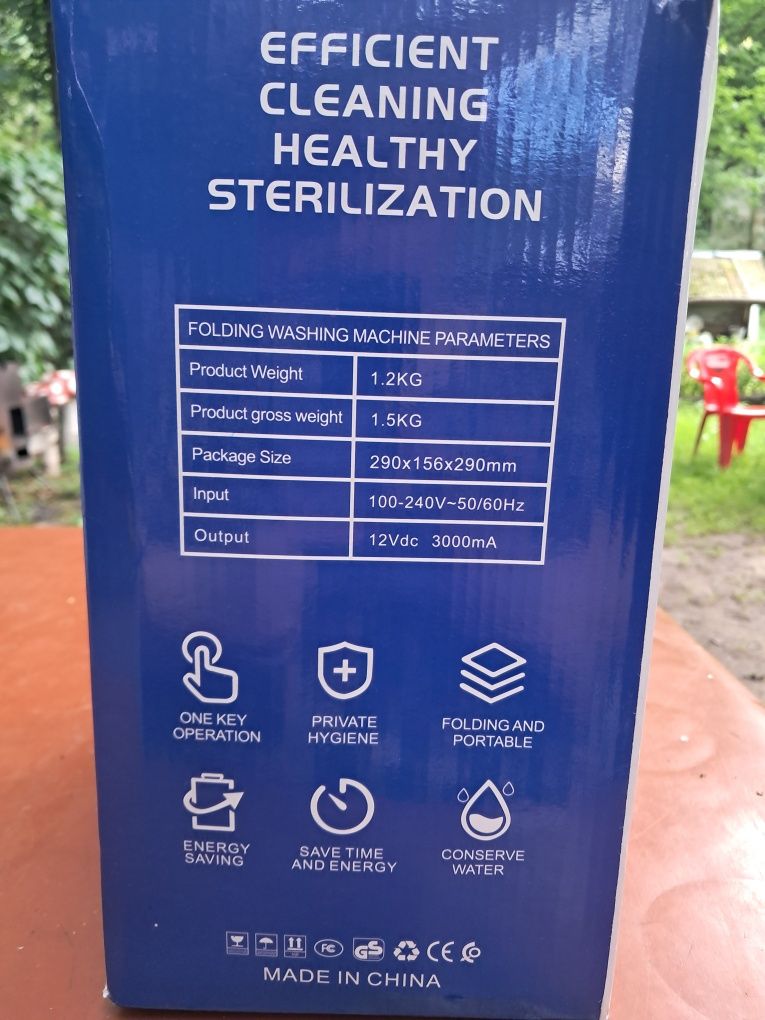 EFFICIENT
CLEANING
HEALTHY
STERILIZATION
FOLDING WASHING MACHINE PARAMETERS
Product Weight 1.2KG
Product gross weight 1.5KG
Package Size 290x156x290mm
Input 100-240V~50/60Hz
Output 12Vdc 3000mA
ONE KEY
OPERATION
PRIVATE
HYGIENE
FOLDING AND
PORTABLE
ENERGY
SAVING
SAVE TIME
AND ENERGY
CONSERVE
WATER
FC GS CE
MADE IN CHINA